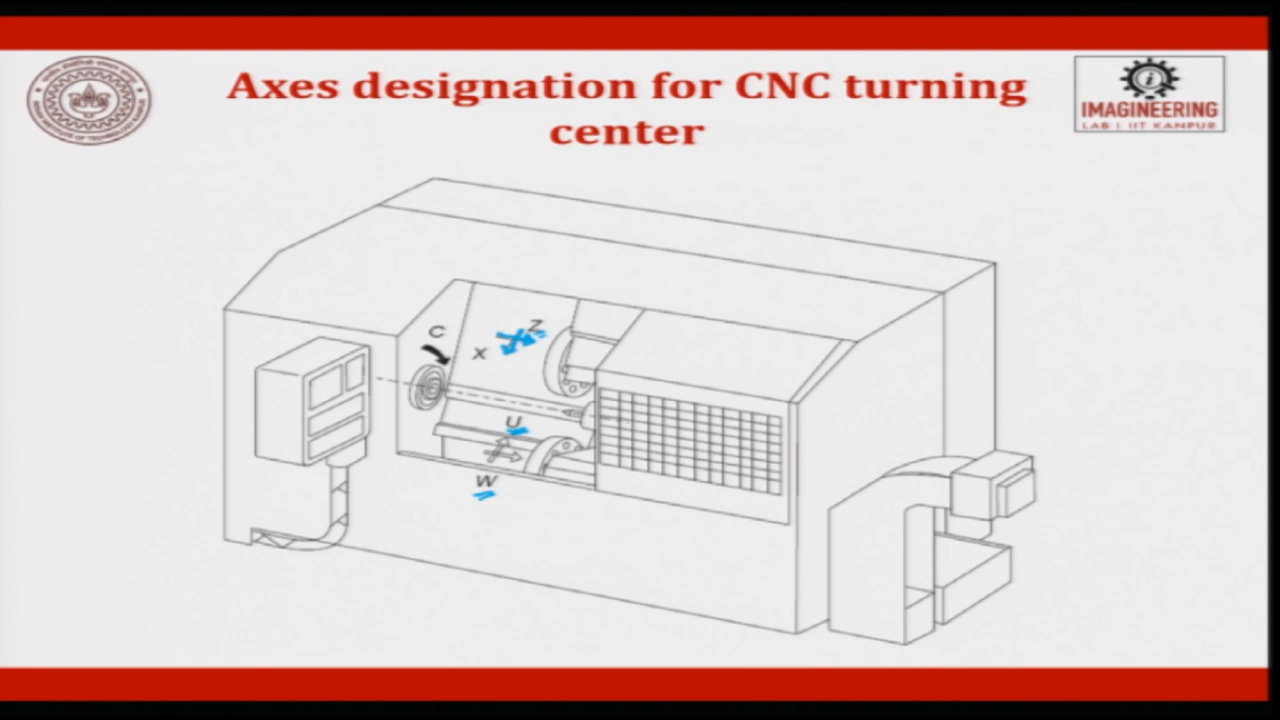 Axes designation for CNC turning
center
IMAGINEERING
LAB | IIT KANPUR
C
Z
X
U
W